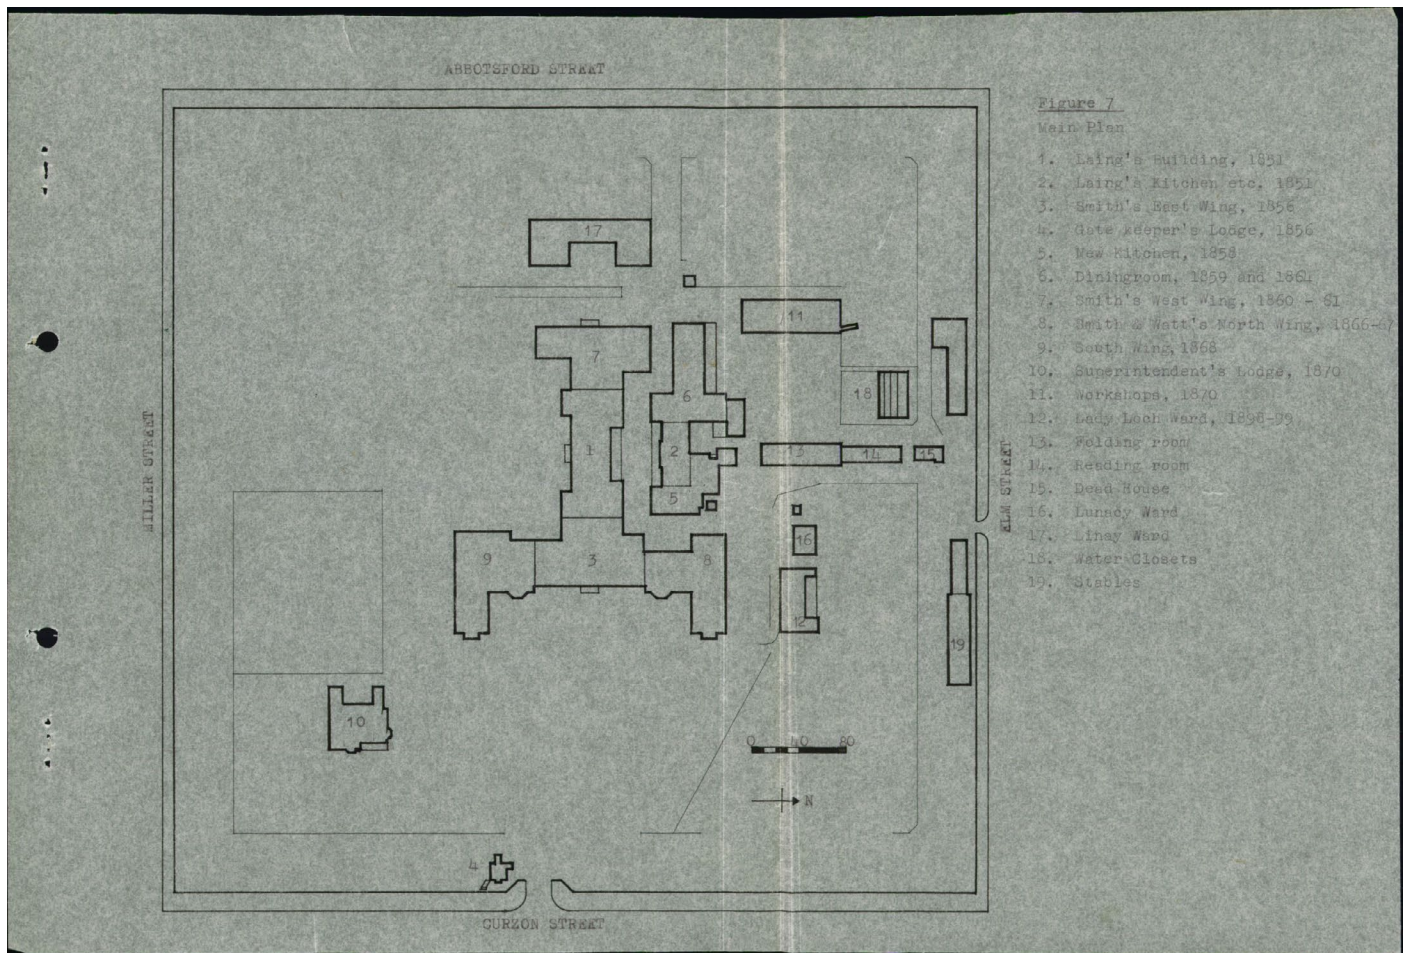 ABBOTSFORD STREET
Figure 7
Main Plan
1. Laing's Building, 1851
2. Laing's Kitchen etc. 1851
3. Smith's East Wing, 1856
4. Gate keeper's Lodge, 1856
5. New Kitchen, 1858
6. Diningroom, 1859 and 1864
7. Smith's West Wing, 1860 - 61
8. Smith & Watt's North Wing, 1866-67
9. South Wing, 1868
10. Superintendent's Lodge, 1870
11. Workshops, 1870
12. Lady Loch Ward, 1898-99
13. Folding room
14. Reading room
15. Dead House
16. Lunacy Ward
17. Linay Ward
18. Water Closets
19. Stables
MILLER STREET
ELM STREET
17
11
7
18
6
1
2
13
14
15
5
9
3
8
16
12
19
10
0 40 80
N
4
CURZON STREET